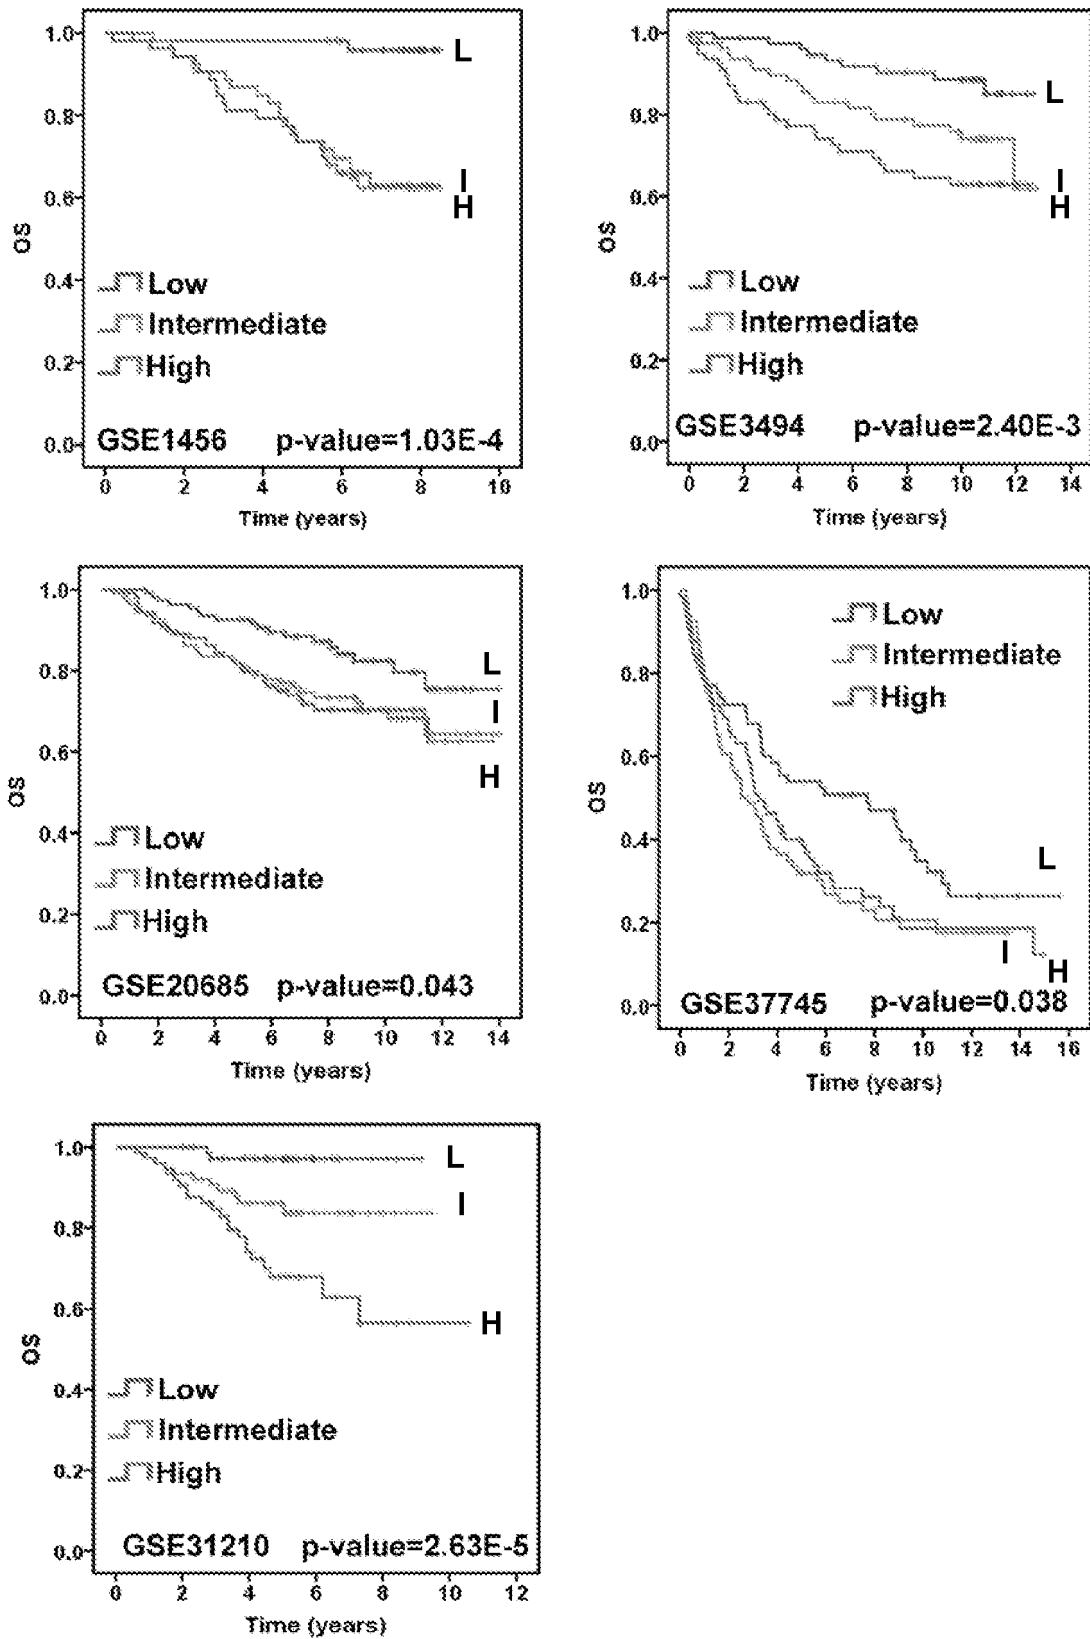 1.0
0.8
0.6
0.4
0.2
0.0
OS
L
I
H
Low
Intermediate
High
GSE1456 p-value=1.03E-4
0 2 4 6 8 10
Time (years)
1.0
0.8
0.6
0.4
0.2
0.0
OS
L
I
H
Low
Intermediate
High
GSE3494 p-value=2.40E-3
0 2 4 6 8 10 12 14
Time (years)
1.0
0.8
0.6
0.4
0.2
0.0
OS
L
I
H
Low
Intermediate
High
GSE20685 p-value=0.043
0 2 4 6 8 10 12 14
Time (years)
1.0
0.8
0.6
0.4
0.2
0.0
OS
Low
Intermediate
High
L
I
H
GSE37745 p-value=0.038
0 2 4 6 8 10 12 14 16
Time (years)
1.0
0.8
0.6
0.4
0.2
0.0
OS
L
I
H
Low
Intermediate
High
GSE31210 p-value=2.63E-5
0 2 4 6 8 10 12
Time (years)